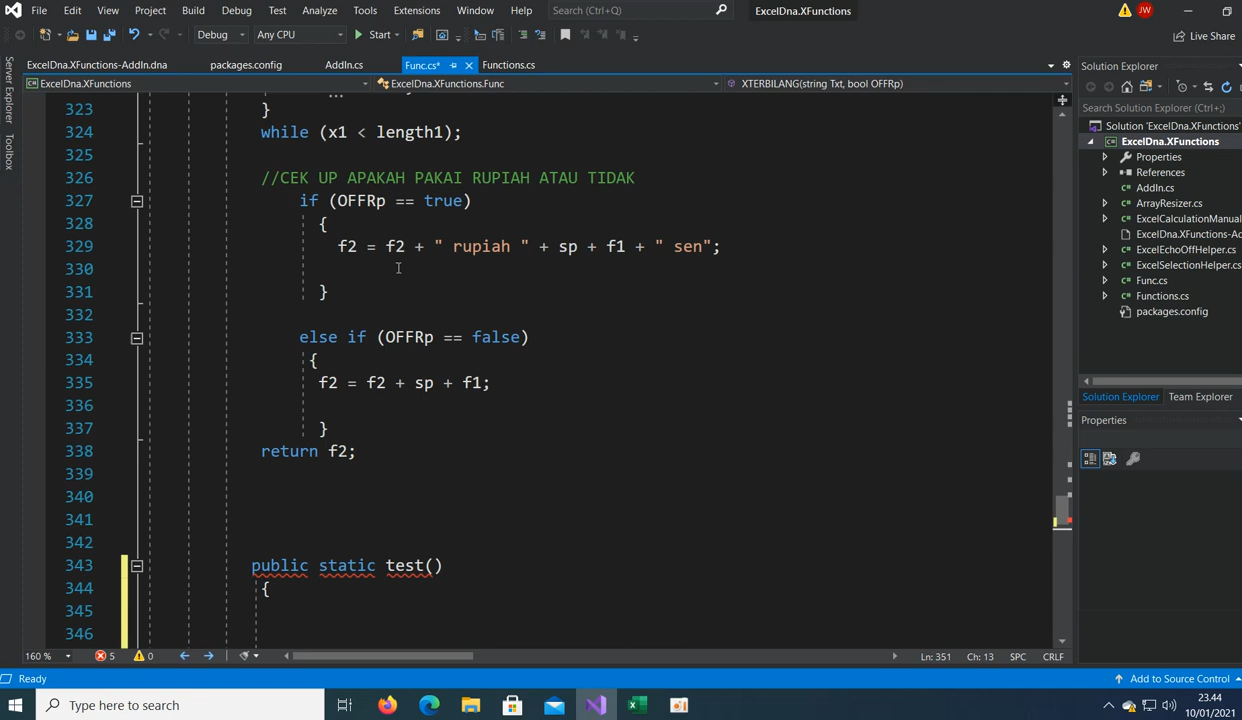 File Edit View Project Build Debug Test Analyze Tools Extensions Window Help Search (Ctrl+Q) ExcelDna.XFunctions JW
Debug Any CPU Start Live Share
Server Explorer
Toolbox
ExcelDna.XFunctions-AddIn.dna packages.config AddIn.cs Func.cs* Functions.cs
ExcelDna.XFunctions ExcelDna.XFunctions.Func XTERBILANG(string Txt, bool OFFRp)
323 }
324 while (x1 < length1);
325
326 //CEK UP APAKAH PAKAI RUPIAH ATAU TIDAK
327 if (OFFRp == true)
328 {
329 f2 = f2 + " rupiah " + sp + f1 + " sen";
330
331 }
332
333 else if (OFFRp == false)
334 {
335 f2 = f2 + sp + f1;
336
337 }
338 return f2;
339
340
341
342
343 public static test()
344 {
345
346
160 % 5 0 Ln: 351 Ch: 13 SPC CRLF
Solution Explorer
Search Solution Explorer (Ctrl+;)
Solution 'ExcelDna.XFunctions'
ExcelDna.XFunctions
Properties
References
AddIn.cs
ArrayResizer.cs
ExcelCalculationManual
ExcelDna.XFunctions-Ad
ExcelEchoOffHelper.cs
ExcelSelectionHelper.cs
Func.cs
Functions.cs
packages.config
Solution Explorer Team Explorer
Properties
Ready Add to Source Control
Type here to search
23.44
10/01/2021